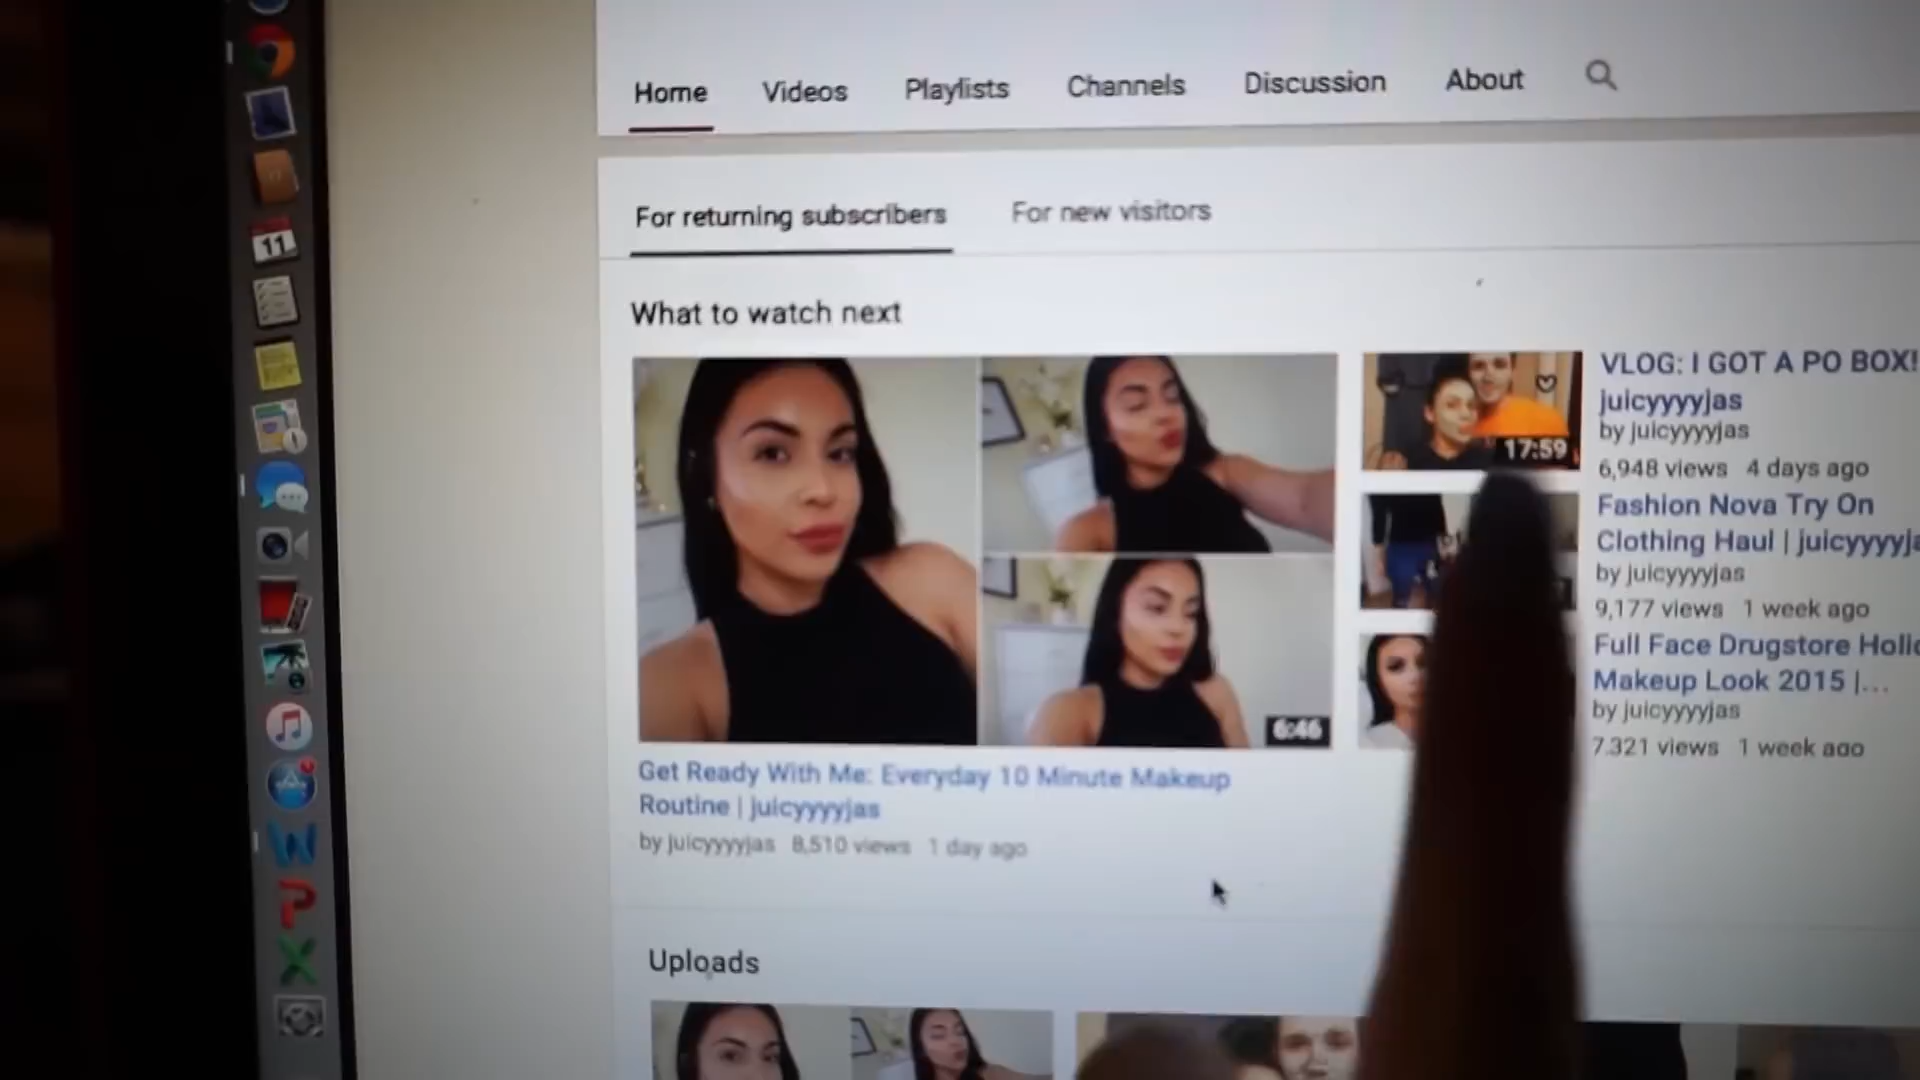 Home Videos Playlists Channels Discussion About
For returning subscribers For new visitors
What to watch next
17:59
VLOG: I GOT A PO BOX!
juicyyyyjas
by juicyyyyjas
6,948 views 4 days ago
Fashion Nova Try On
Clothing Haul | juicyyyyja
by juicyyyyjas
9,177 views 1 week ago
Full Face Drugstore Holid
Makeup Look 2015 |...
by juicyyyyjas
7.321 views 1 week ago
6:46
Get Ready With Me: Everyday 10 Minute Makeup
Routine | juicyyyyjas
by juicyyyyjas 8,510 views 1 day ago
Uploads
11
W
P
X